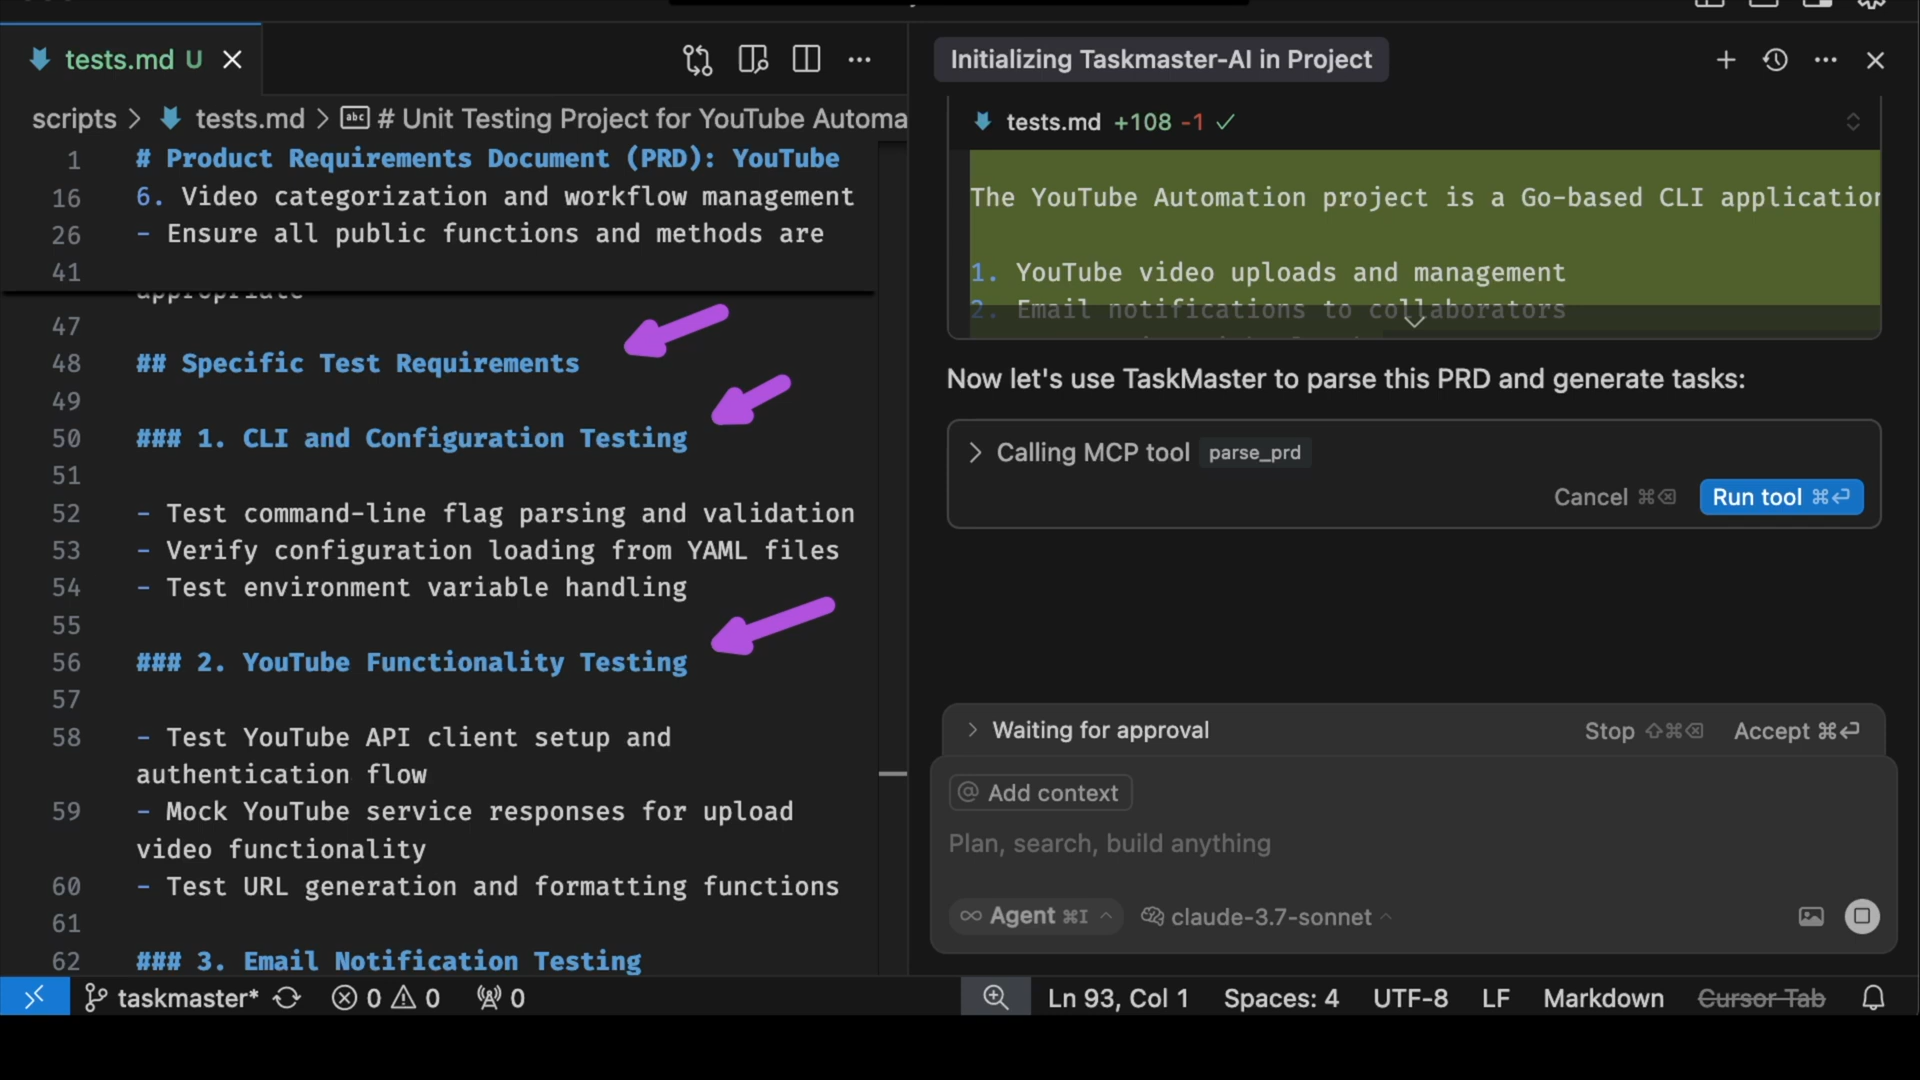 tests.md U
scripts > tests.md > # Unit Testing Project for YouTube Automa
1 # Product Requirements Document (PRD): YouTube
16 6. Video categorization and workflow management
26 - Ensure all public functions and methods are
41
appropriate
47
48 ## Specific Test Requirements
49
50 ### 1. CLI and Configuration Testing
51
52 - Test command-line flag parsing and validation
53 - Verify configuration loading from YAML files
54 - Test environment variable handling
55
56 ### 2. YouTube Functionality Testing
57
58 - Test YouTube API client setup and
authentication flow
59 - Mock YouTube service responses for upload
video functionality
60 - Test URL generation and formatting functions
61
62 ### 3. Email Notification Testing
Initializing Taskmaster-AI in Project
tests.md +108 -1
The YouTube Automation project is a Go-based CLI application
1. YouTube video uploads and management
2. Email notifications to collaborators
Now let's use TaskMaster to parse this PRD and generate tasks:
Calling MCP tool parse_prd
Cancel ⌘⌫ Run tool ⌘⏎
Waiting for approval Stop ⇧⌘⌫ Accept ⌘⏎
@ Add context
Plan, search, build anything
∞ Agent ⌘I claude-3.7-sonnet
taskmaster* 0 0 0 Ln 93, Col 1 Spaces: 4 UTF-8 LF Markdown Cursor Tab